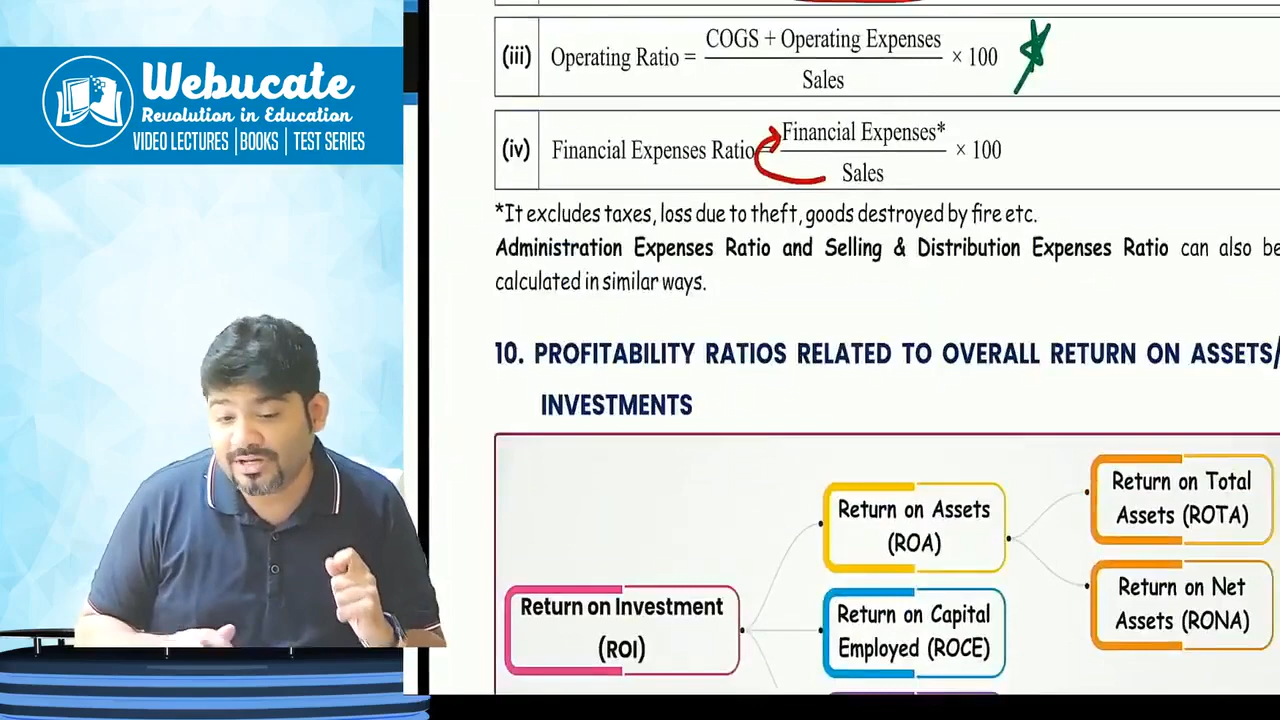 Webucate
Revolution in Education
VIDEO LECTURES | BOOKS | TEST SERIES
(iii) Operating Ratio = COGS + Operating Expenses / Sales × 100
(iv) Financial Expenses Ratio = Financial Expenses* / Sales × 100
*It excludes taxes, loss due to theft, goods destroyed by fire etc.
Administration Expenses Ratio and Selling & Distribution Expenses Ratio can also be
calculated in similar ways.
10. PROFITABILITY RATIOS RELATED TO OVERALL RETURN ON ASSETS/
INVESTMENTS
Return on Investment
(ROI)
Return on Assets
(ROA)
Return on Capital
Employed (ROCE)
Return on Total
Assets (ROTA)
Return on Net
Assets (RONA)